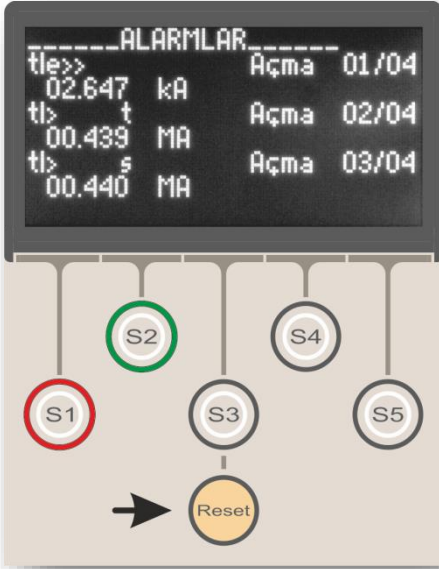 ______ALARMLAR______
tIe>> Açma 01/04
02.647 kA
tI> t Açma 02/04
00.439 MA
tI> s Açma 03/04
00.440 MA
S2 S4
S1 S3 S5
Reset